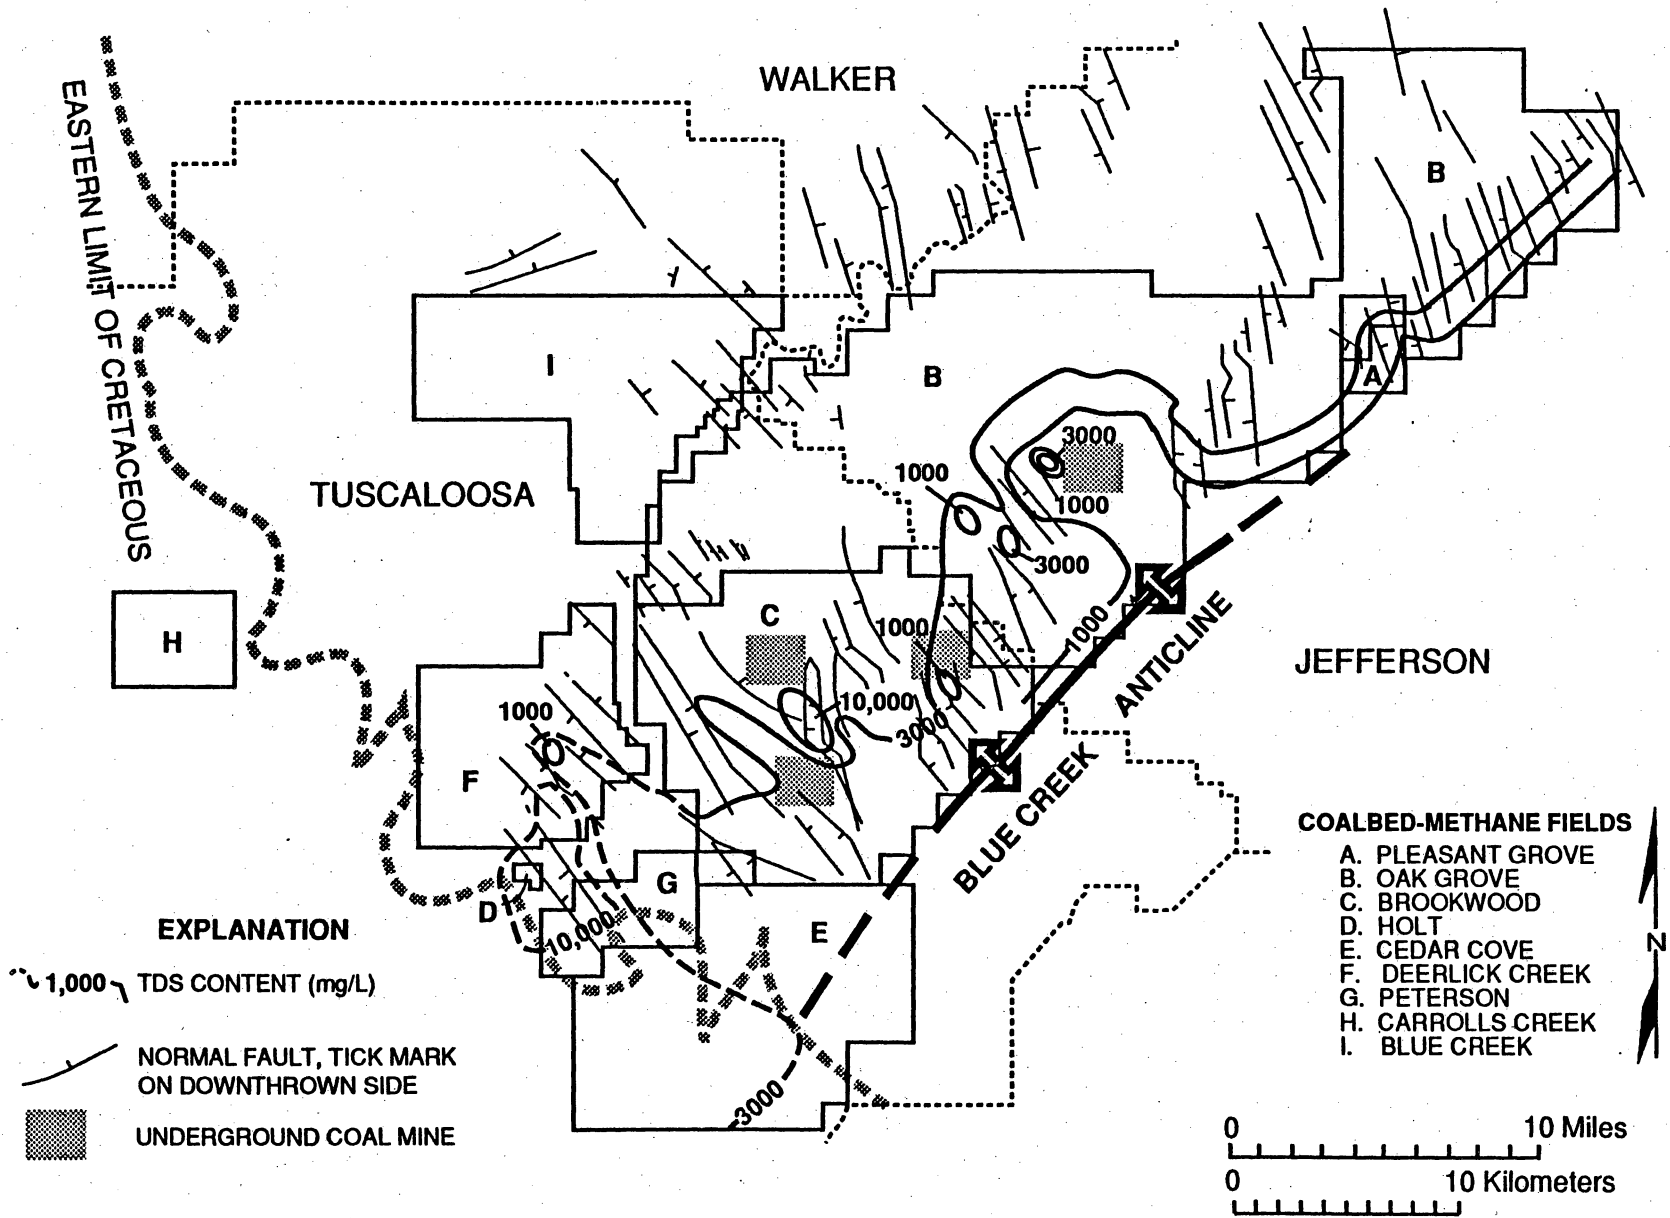 WALKER
EASTERN LIMIT OF CRETACEOUS
B
I
B
A
3000
1000
1000
TUSCALOOSA
3000
H
C
1000
1000
ANTICLINE
JEFFERSON
10,000
1000
3000
F
BLUE CREEK
G
D
E
10,000
3000
EXPLANATION
1,000 TDS CONTENT (mg/L)
NORMAL FAULT, TICK MARK
ON DOWNTHROWN SIDE
UNDERGROUND COAL MINE
COALBED-METHANE FIELDS
A. PLEASANT GROVE
B. OAK GROVE
C. BROOKWOOD
D. HOLT
E. CEDAR COVE
F. DEERLICK CREEK
G. PETERSON
H. CARROLLS CREEK
I. BLUE CREEK
N
0 10 Miles
0 10 Kilometers